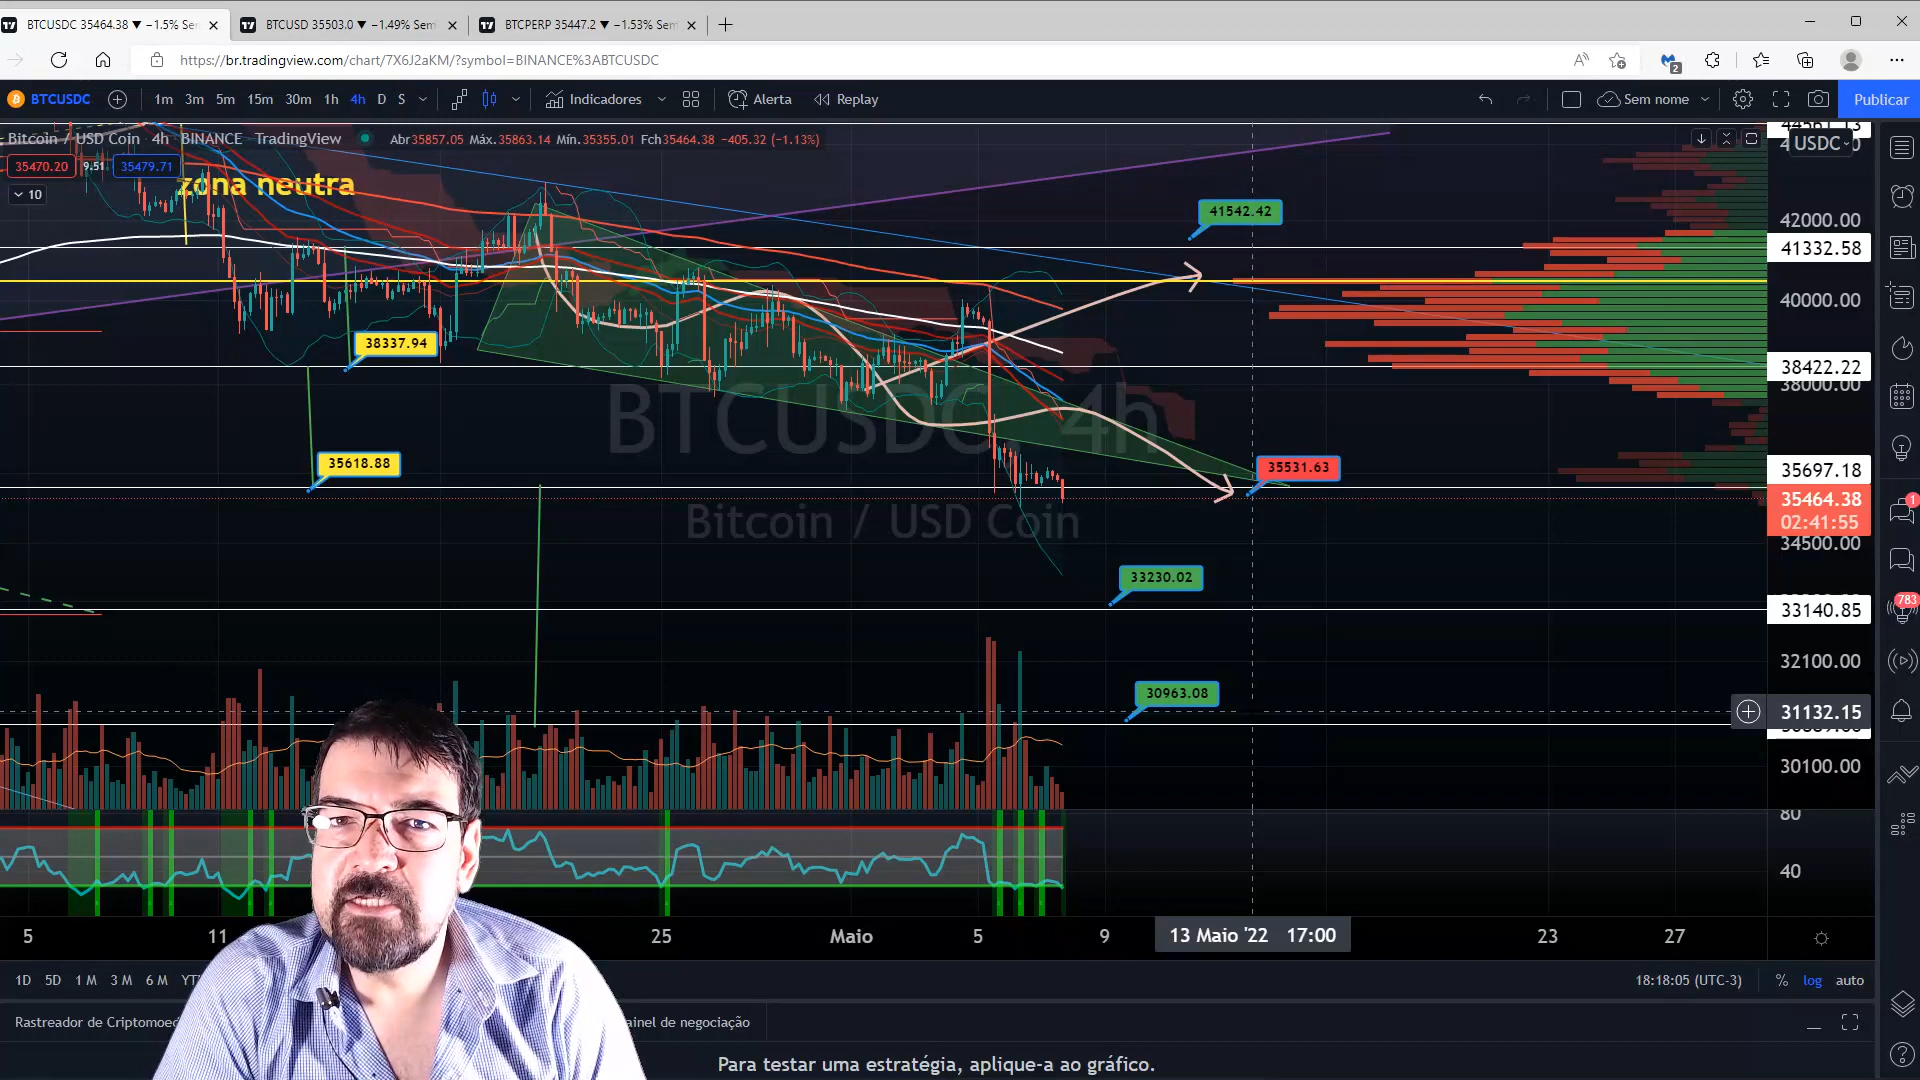 BTCUSDC 35464.38 ▼ −1.5% Sem
BTCUSD 35503.0 ▼ −1.49% Sem
BTCPERP 35447.2 ▼ −1.53% Sem
https://br.tradingview.com/chart/7X6J2aKM/?symbol=BINANCE%3ABTCUSDC
2
BTCUSDC
1m 3m 5m 15m 30m 1h 4h D S
Indicadores
Alerta
Replay
Sem nome
Publicar
Bitcoin / USD Coin 4h BINANCE TradingView
Abr35857.05 Máx.35863.14 Mín.35355.01 Fch35464.38 −405.32 (−1.13%)
USDC
35470.20 9.51 35479.71
10
zona neutra
41542.42
42000.00
41332.58
40000.00
38337.94
38422.22
38000.00
BTCUSDC, 4h
Bitcoin / USD Coin
35618.88
35531.63
35697.18
35464.38
02:41:55
34500.00
33230.02
33140.85
32100.00
30963.08
31132.15
30100.00
80
40
1
783
5 11 25 Maio 5 9 13 Maio '22 17:00 23 27
1D 5D 1 M 3 M 6 M
18:18:05 (UTC-3) % log auto
Rastreador de
ainel de negociação
Para testar uma estratégia, aplique-a ao gráfico.